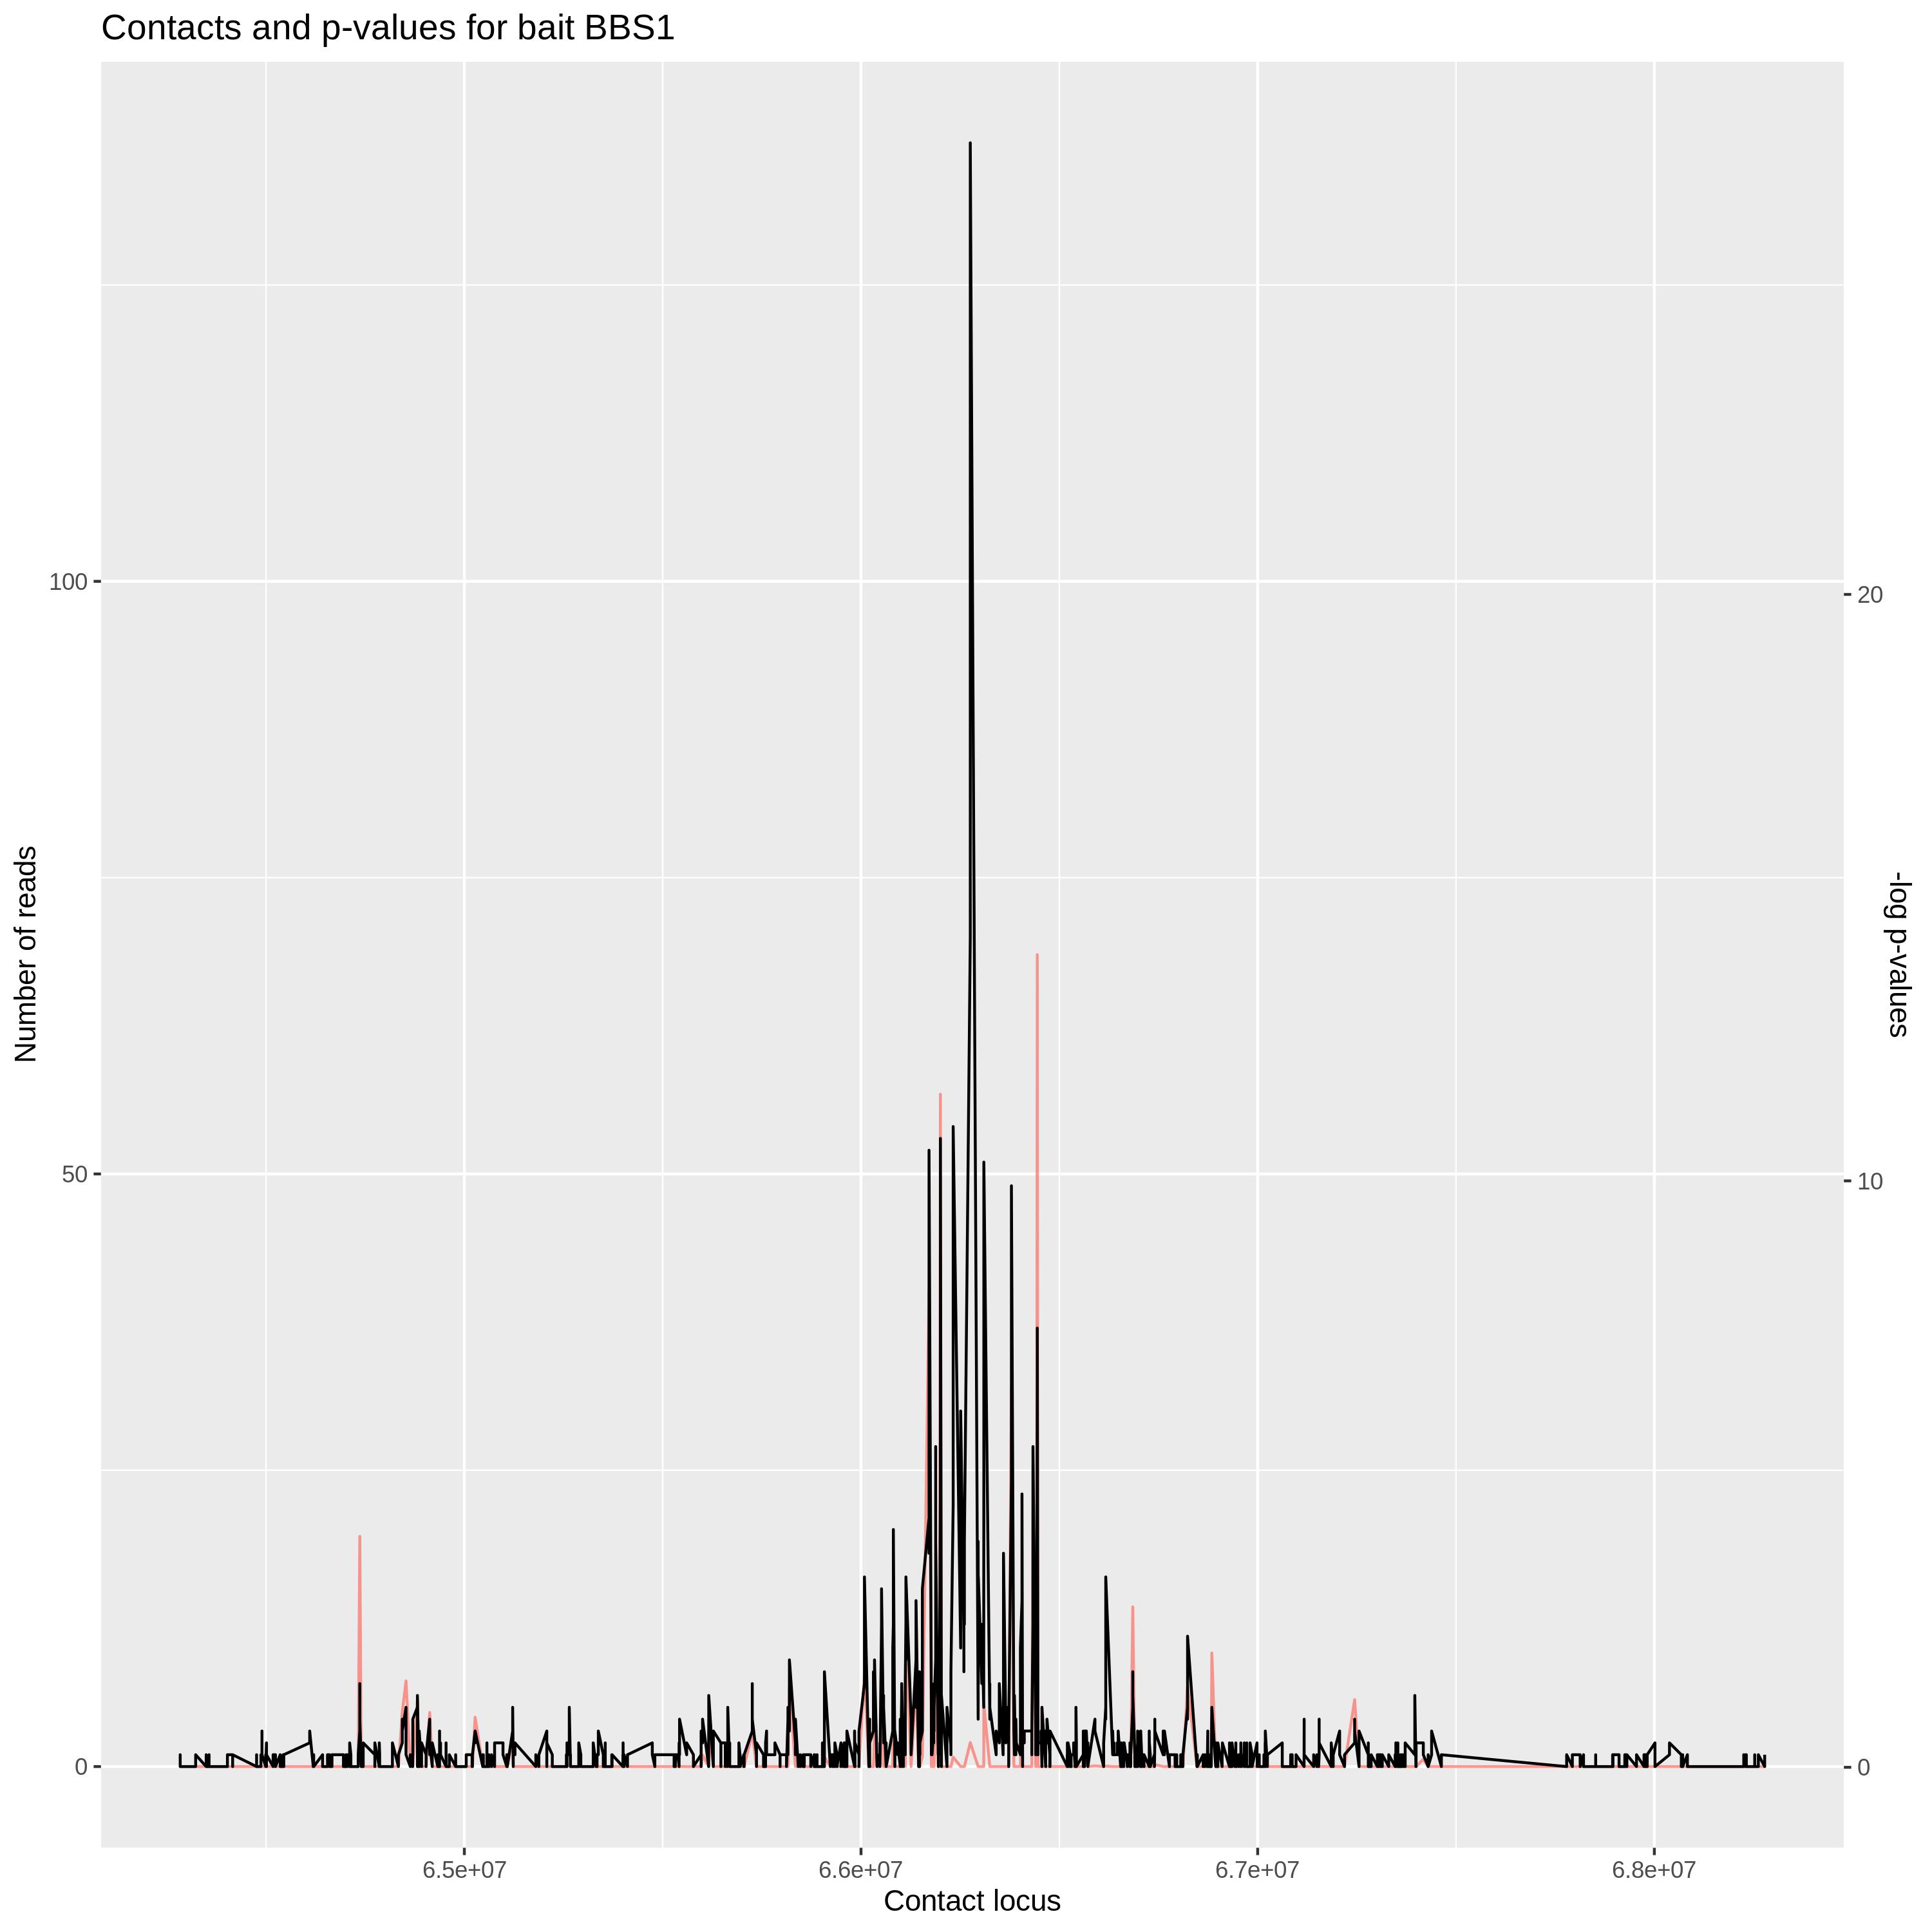 Contacts and p-values for bait BBS1
Number of reads
100
50
0
20
10
0
-log p-values
6.5e+07
6.6e+07
6.7e+07
6.8e+07
Contact locus